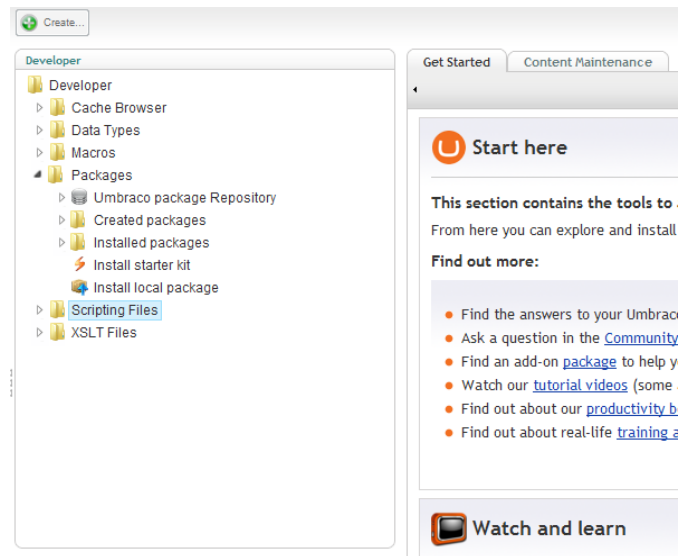 Create...
Developer
Developer
Cache Browser
Data Types
Macros
Packages
Umbraco package Repository
Created packages
Installed packages
Install starter kit
Install local package
Scripting Files
XSLT Files
Get Started
Content Maintenance
Start here
This section contains the tools to
From here you can explore and install
Find out more:
Find the answers to your Umbraco
Ask a question in the Community
Find an add-on package to help
Watch our tutorial videos (some
Find out about our productivity
Find out about real-life training
Watch and learn